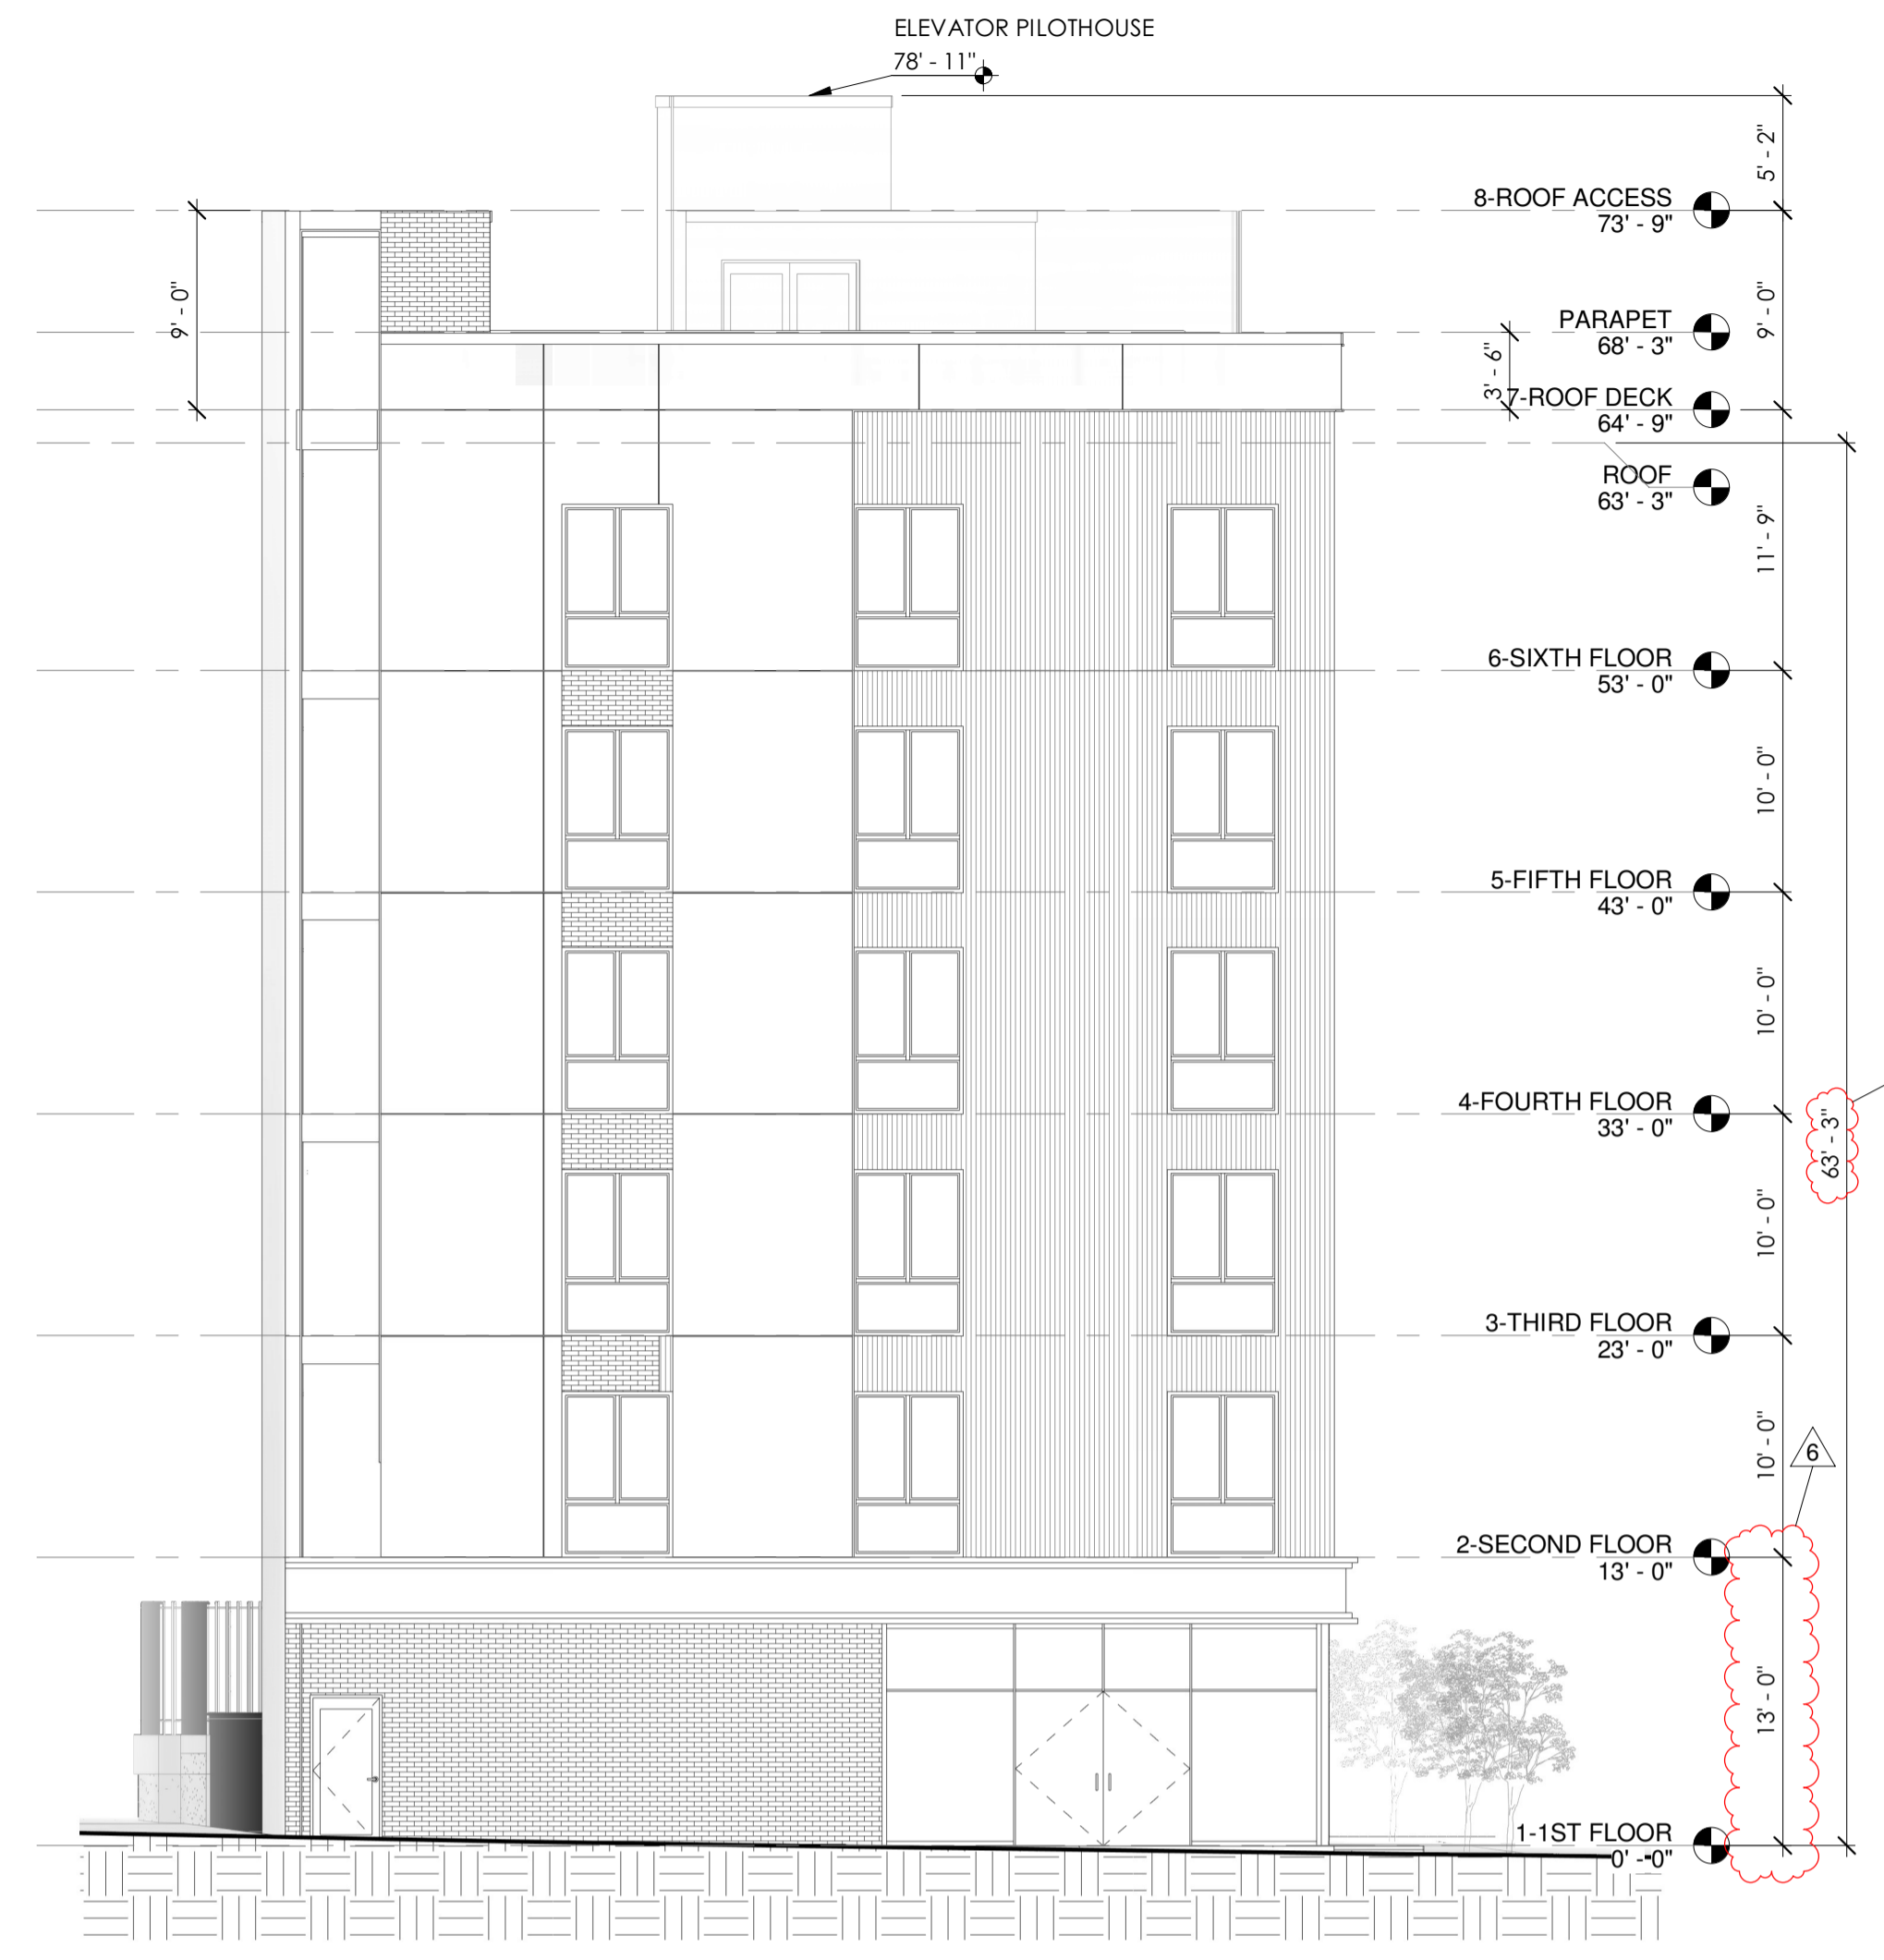 ELEVATOR PILOTHOUSE
78' - 11"
5' - 2"
8-ROOF ACCESS
73' - 9"
9' - 0"
9' - 0"
PARAPET
68' - 3"
3' - 6"
7-ROOF DECK
64' - 9"
ROOF
63' - 3"
11' - 9"
6-SIXTH FLOOR
53' - 0"
10' - 0"
5-FIFTH FLOOR
43' - 0"
10' - 0"
4-FOURTH FLOOR
33' - 0"
63' - 3"
10' - 0"
3-THIRD FLOOR
23' - 0"
10' - 0"
6
2-SECOND FLOOR
13' - 0"
13' - 0"
1-1ST FLOOR
0' - 0"